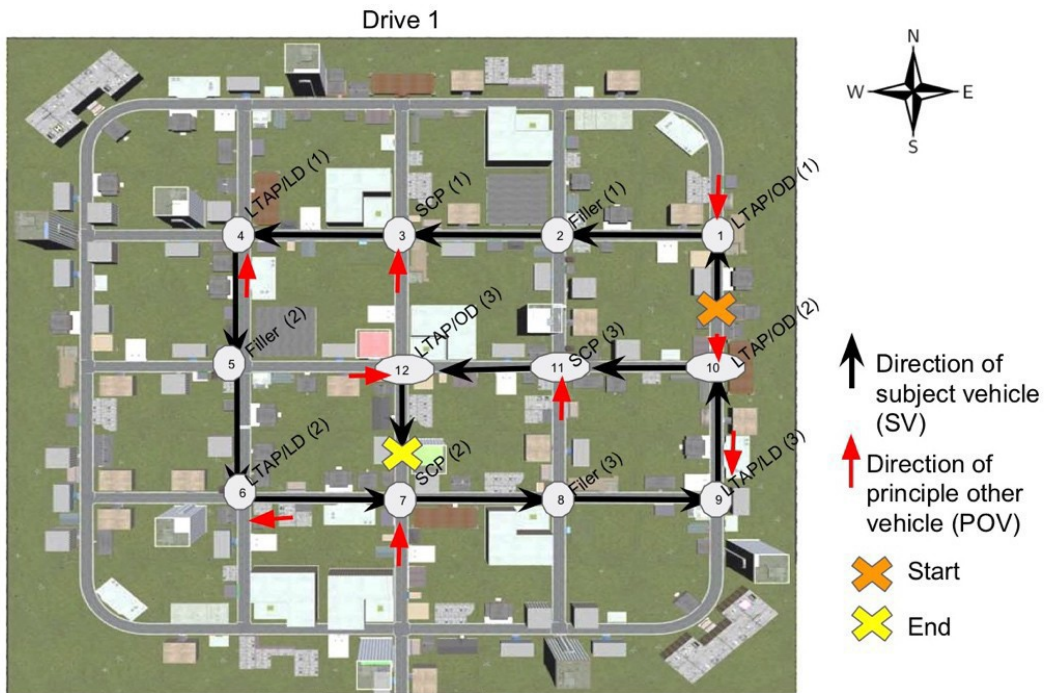 Drive 1
N
W E
S
LTAP/LD (1)
SCP (1)
Filler (1)
LTAP/OD (1)
4
3
2
1
Filler (2)
LTAP/OD (3)
SCP (3)
LTAP/OD (2)
5
12
11
10
LTAP/LD (2)
SCP (2)
Filer (3)
LTAP/LD (3)
6
7
8
9
Direction of
subject vehicle
(SV)
Direction of
principle other
vehicle (POV)
Start
End